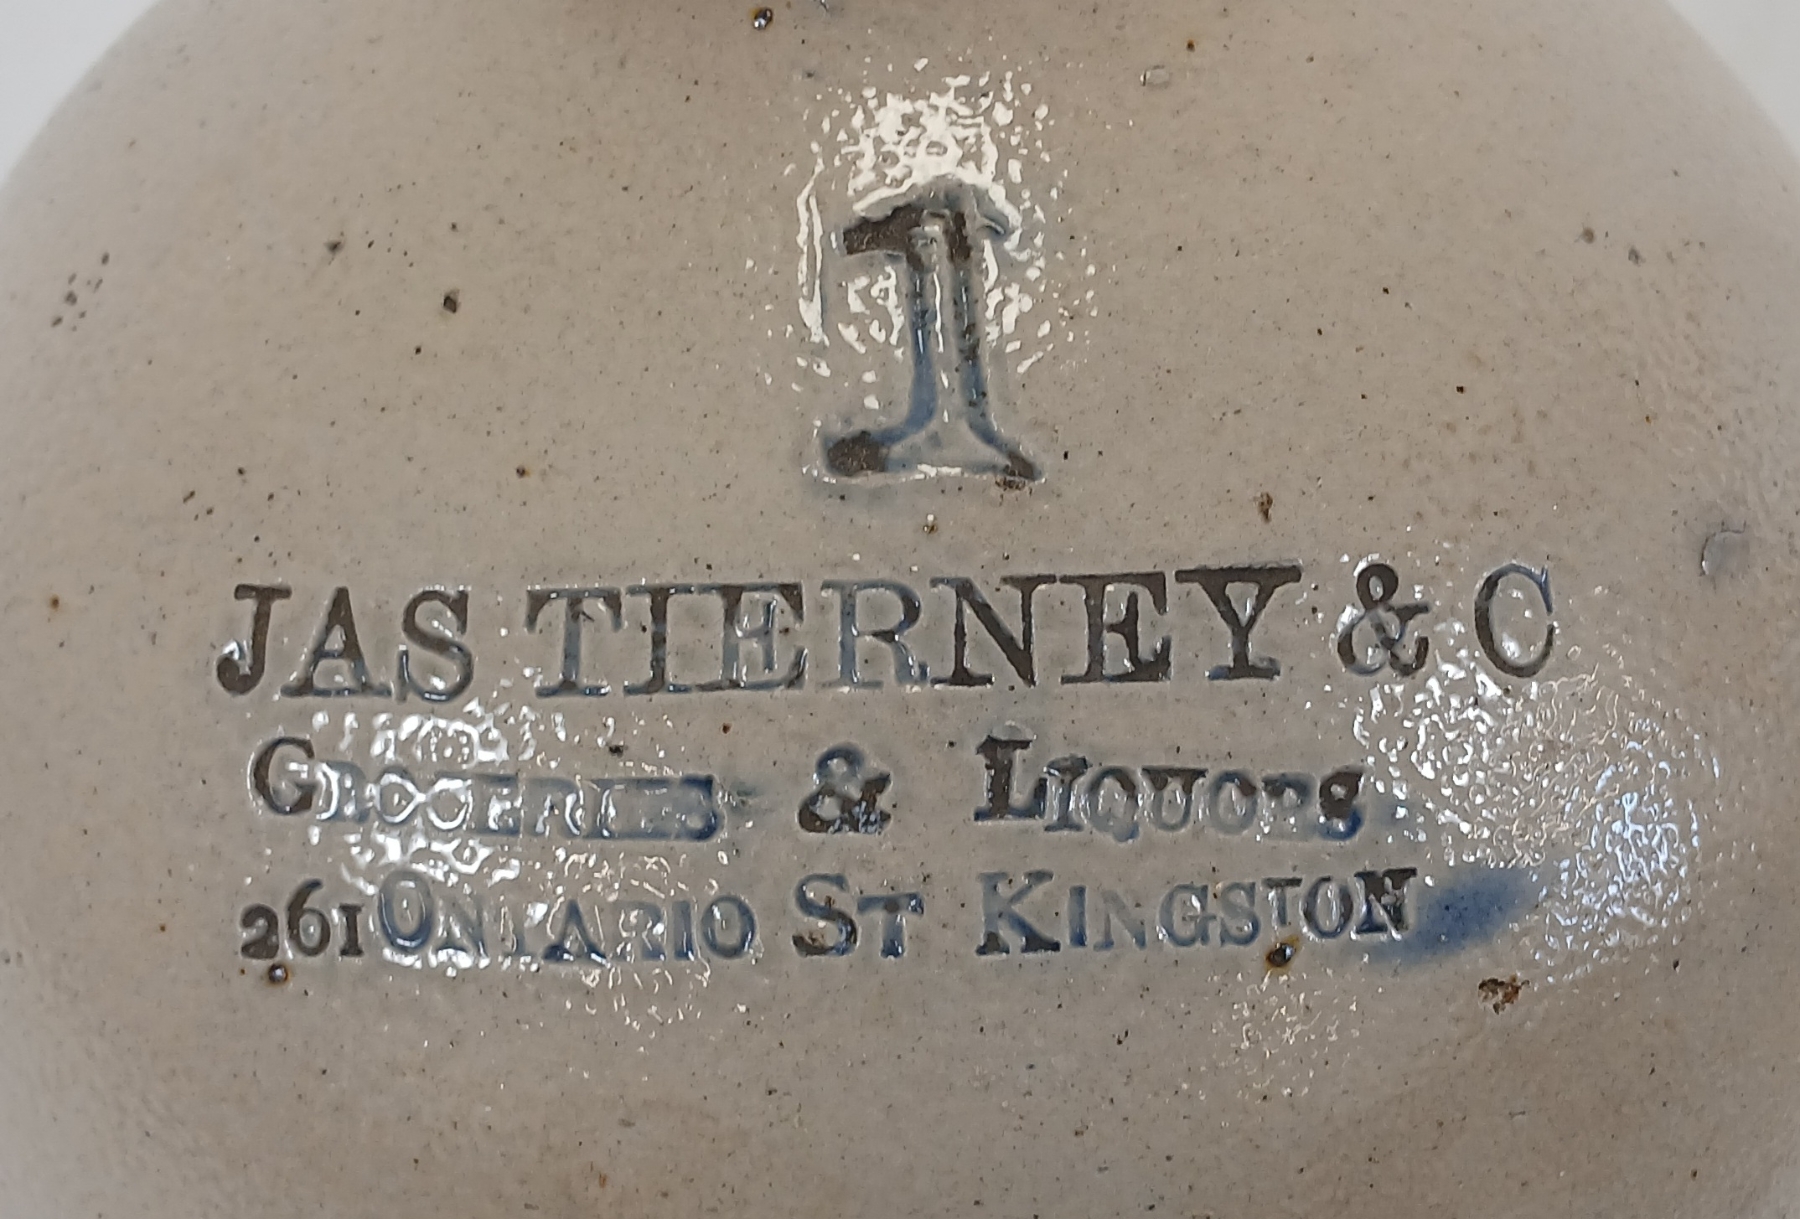 1
JAS TIERNEY & C
GROCERIES & LIQUORS
261 ONTARIO ST KINGSTON